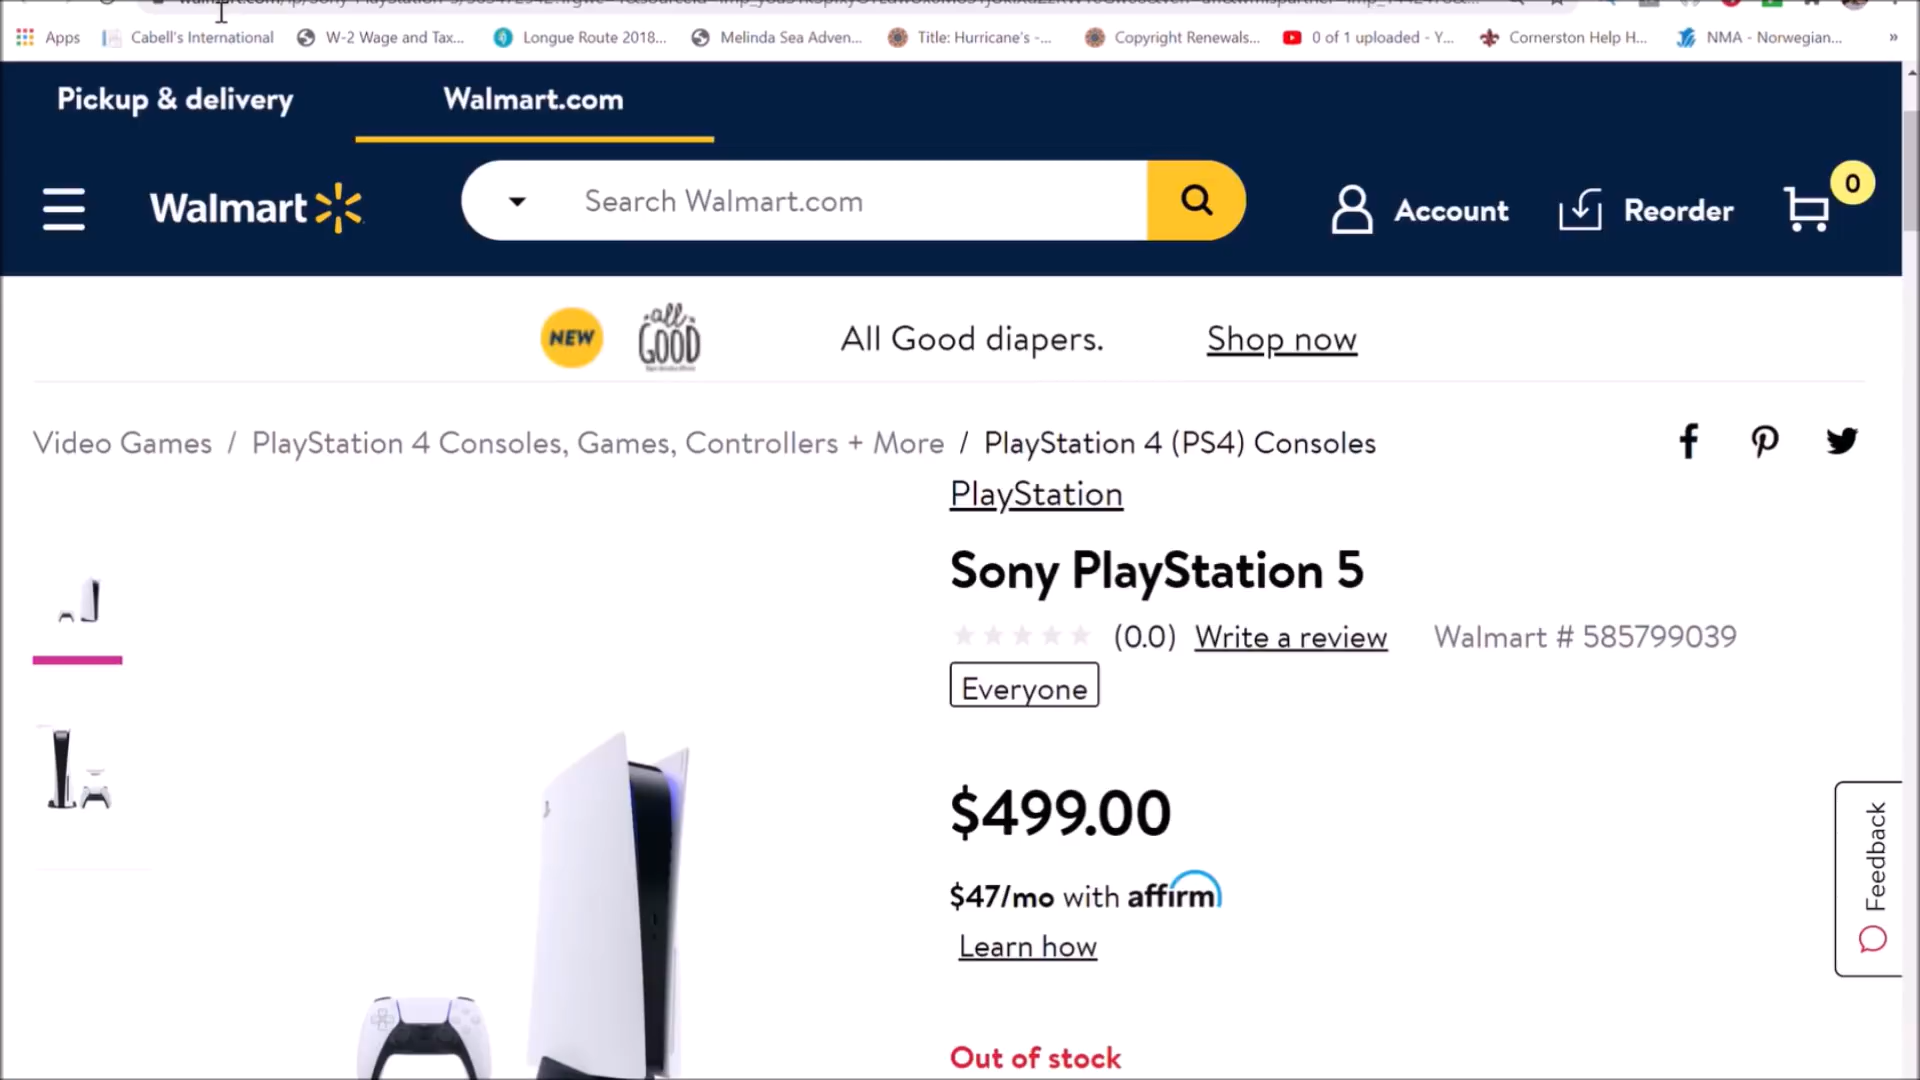 Apps
Cabell's International
W-2 Wage and Tax...
Longue Route 2018...
Melinda Sea Adven...
Title: Hurricane's -...
Copyright Renewals...
0 of 1 uploaded - Y...
Cornerston Help H...
NMA - Norwegian...
»
Pickup & delivery
Walmart.com
Walmart
Search Walmart.com
Account
Reorder
0
NEW
all GOOD
All Good diapers.
Shop now
Video Games / PlayStation 4 Consoles, Games, Controllers + More / PlayStation 4 (PS4) Consoles
PlayStation
Sony PlayStation 5
(0.0) Write a review Walmart # 585799039
Everyone
$499.00
$47/mo with affirm
Learn how
Feedback
Out of stock